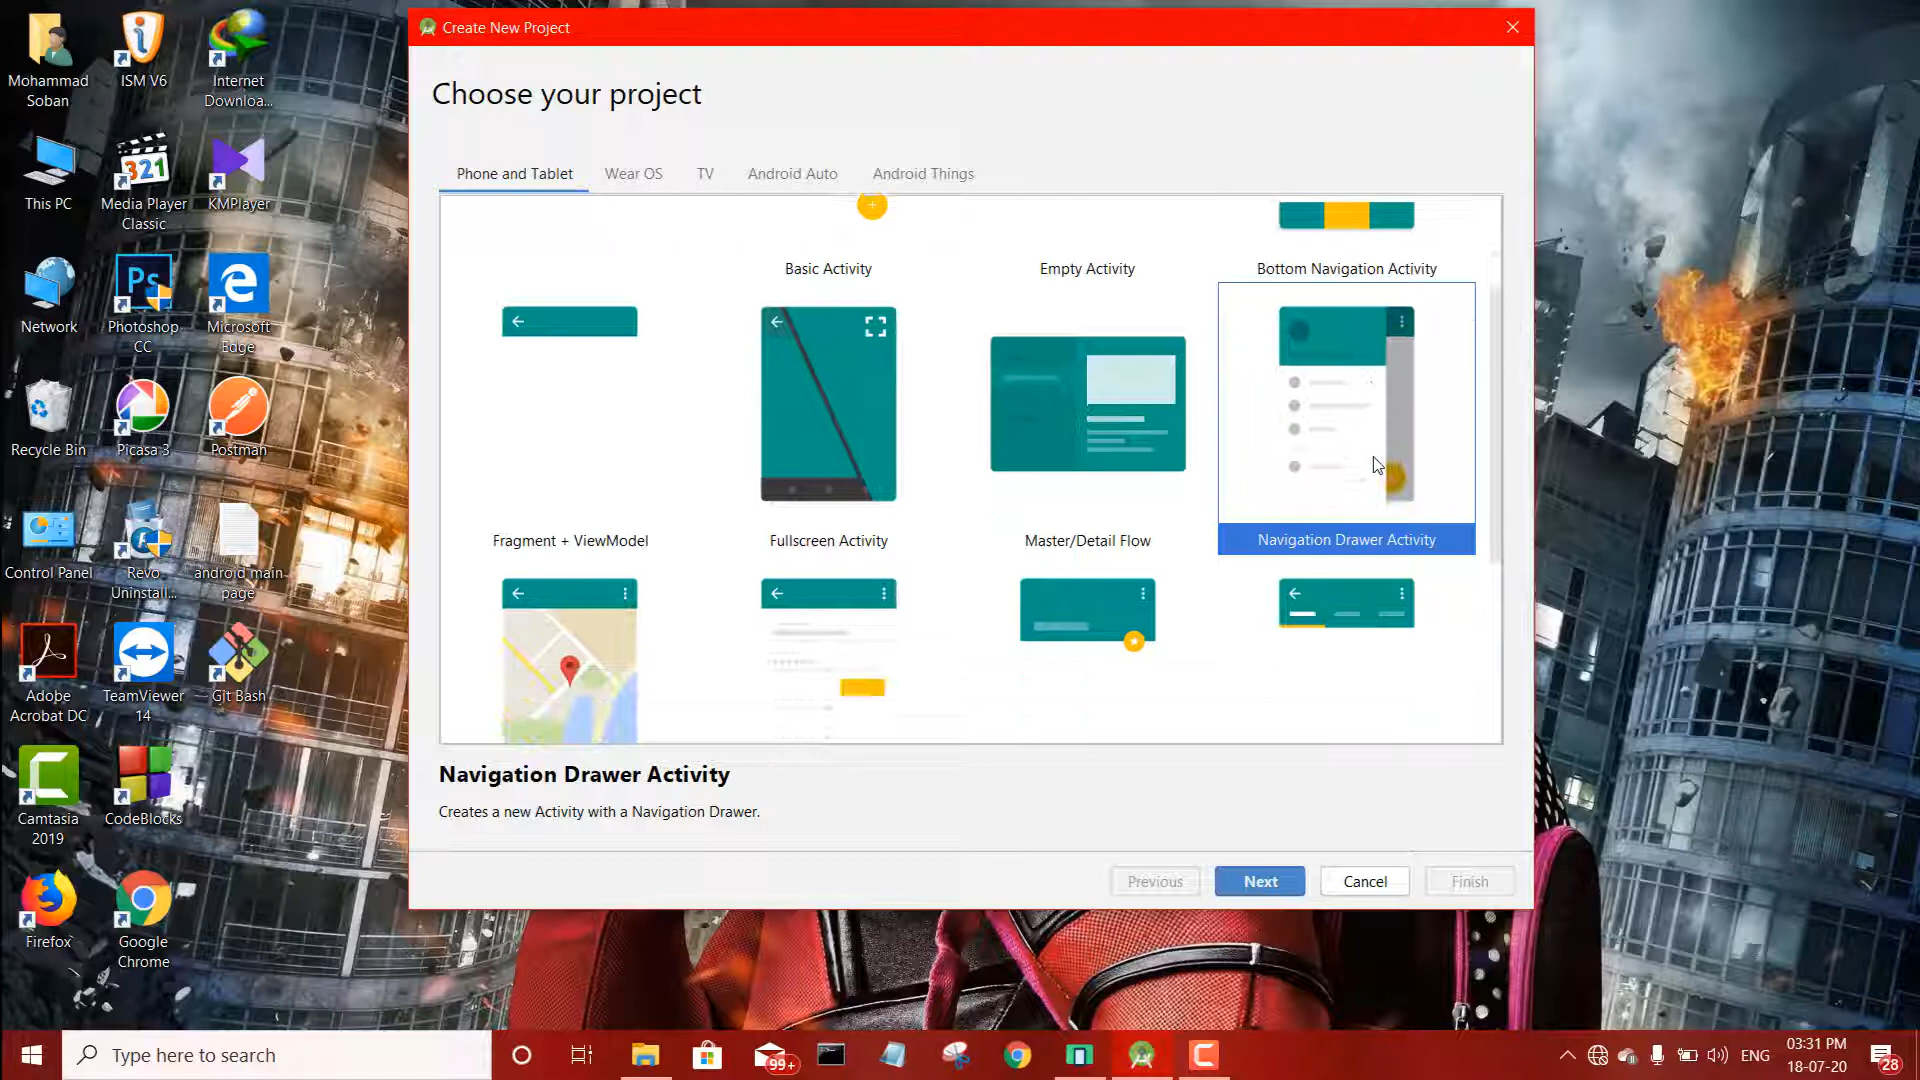 Mohammad
Soban
ISM V6
Internet
Downloa...
This PC
321
Media Player
Classic
KMPlayer
Network
Ps
Photoshop
CC
Microsoft
Edge
Recycle Bin
Picasa 3
Postman
Control Panel
Revo
Uninstall...
android main
page
Adobe
Acrobat DC
TeamViewer
14
Git Bash
Camtasia
2019
CodeBlocks
Firefox
Google
Chrome
Create New Project
Choose your project
Phone and Tablet
Wear OS
TV
Android Auto
Android Things
Basic Activity
Empty Activity
Bottom Navigation Activity
Fragment + ViewModel
Fullscreen Activity
Master/Detail Flow
Navigation Drawer Activity
Navigation Drawer Activity
Creates a new Activity with a Navigation Drawer.
Previous
Next
Cancel
Finish
Type here to search
99+
ENG
03:31 PM
18-07-20
28